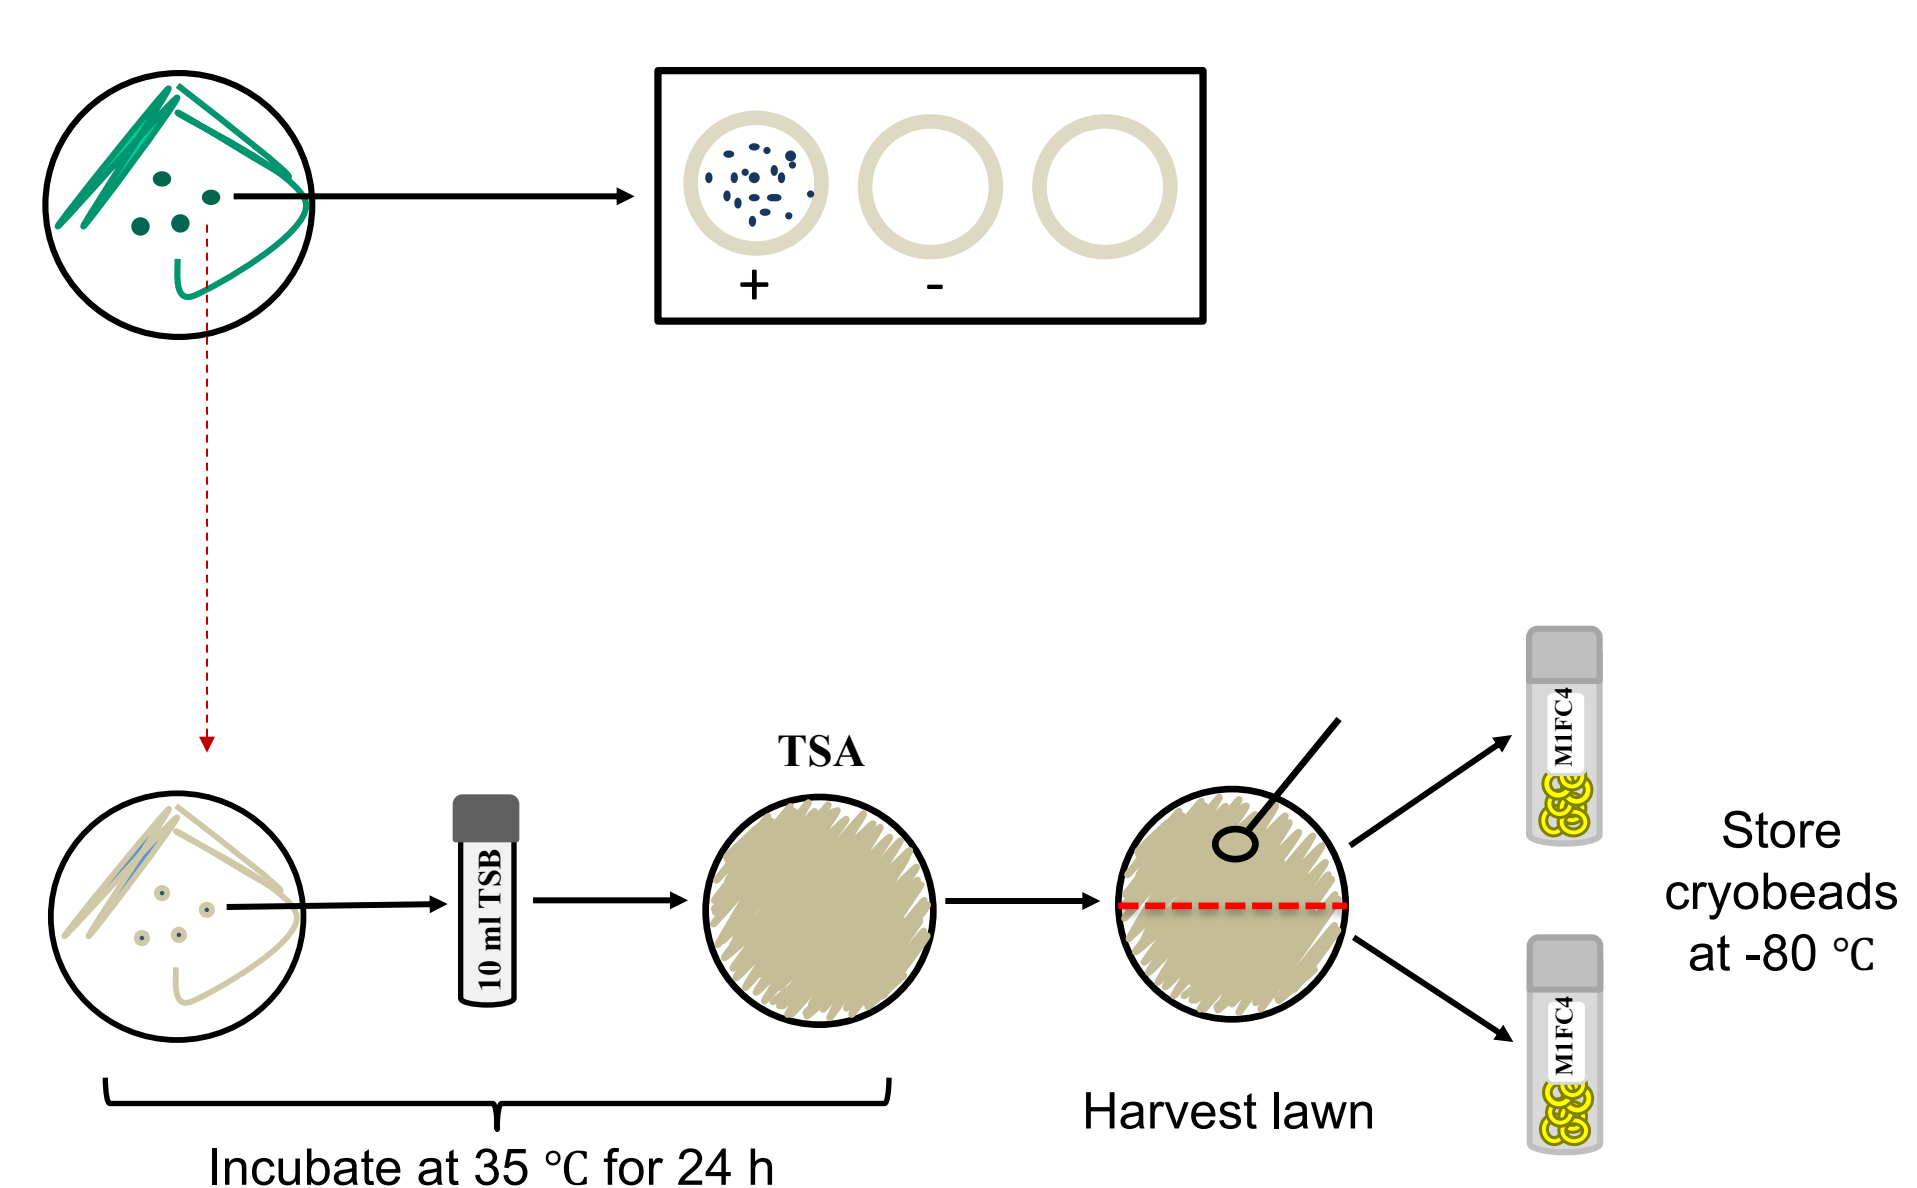 +
-
TSA
10 ml TSB
M1FC4
Store
cryobeads
at -80 ℃
M1FC4
Harvest lawn
Incubate at 35 ℃ for 24 h